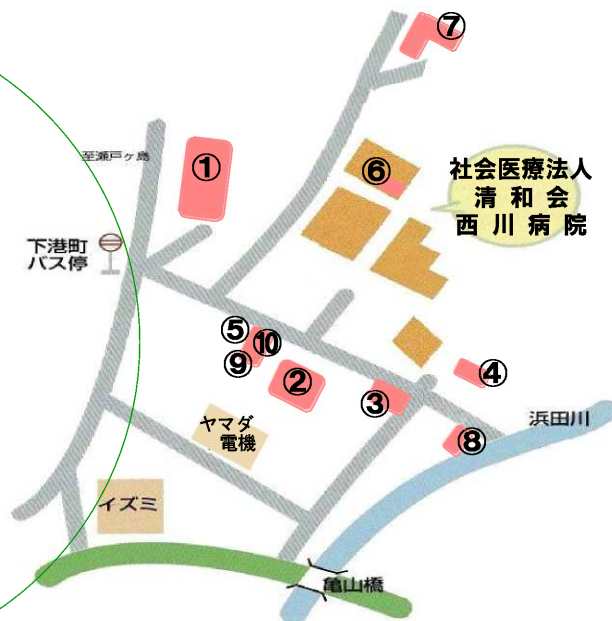 ⑦
至瀬戸ヶ島
①
⑥
社会医療法人
清和会
西川病院
下港町
バス停
⑤
⑩
⑨
②
③
④
ヤマダ
電機
⑧
浜田川
イズミ
亀山橋